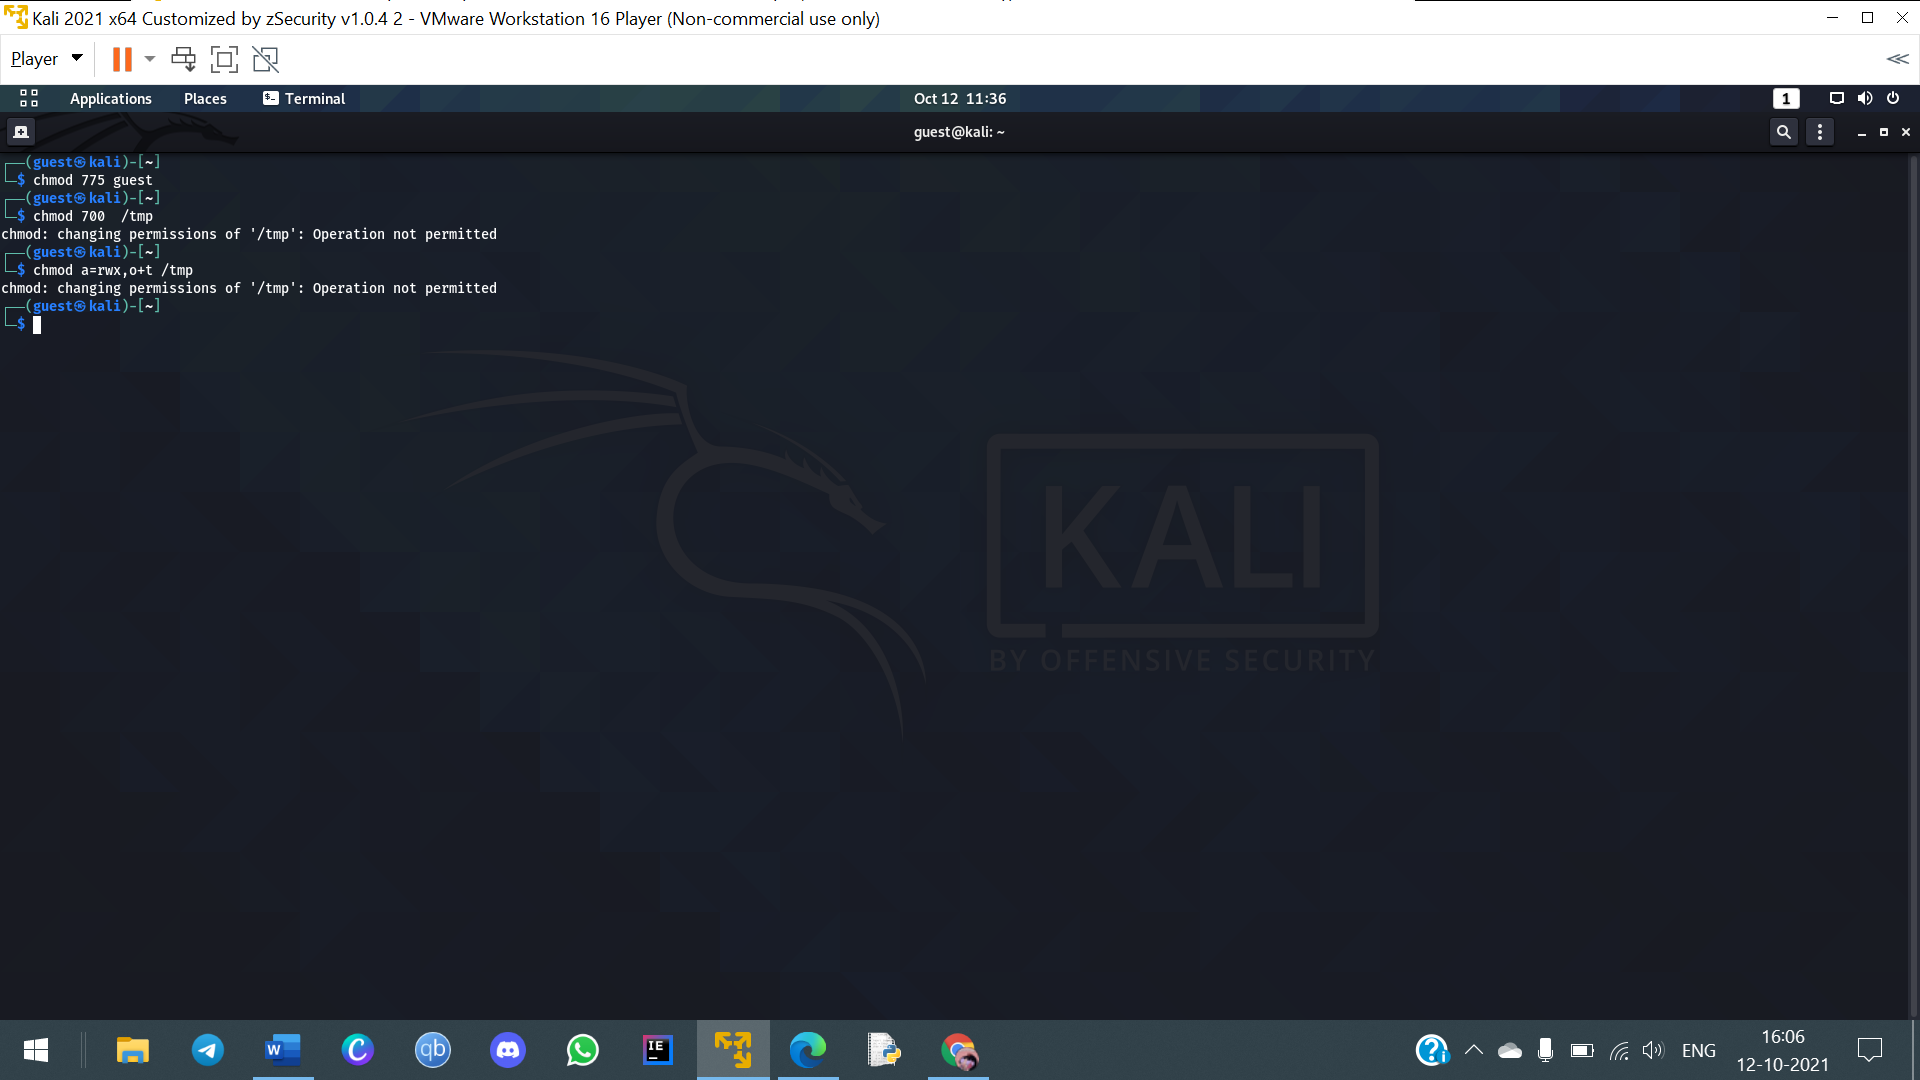 Kali 2021 x64 Customized by zSecurity v1.0.4 2 - VMware Workstation 16 Player (Non-commercial use only)
Player
Applications Places Terminal Oct 12 11:36 1
guest@kali: ~
(guest㉿kali)-[~]
$ chmod 775 guest
(guest㉿kali)-[~]
$ chmod 700  /tmp
chmod: changing permissions of '/tmp': Operation not permitted
(guest㉿kali)-[~]
$ chmod a=rwx,o+t /tmp
chmod: changing permissions of '/tmp': Operation not permitted
(guest㉿kali)-[~]
$
KALI
BY OFFENSIVE SECURITY
W C qb IE ENG 16:06
12-10-2021